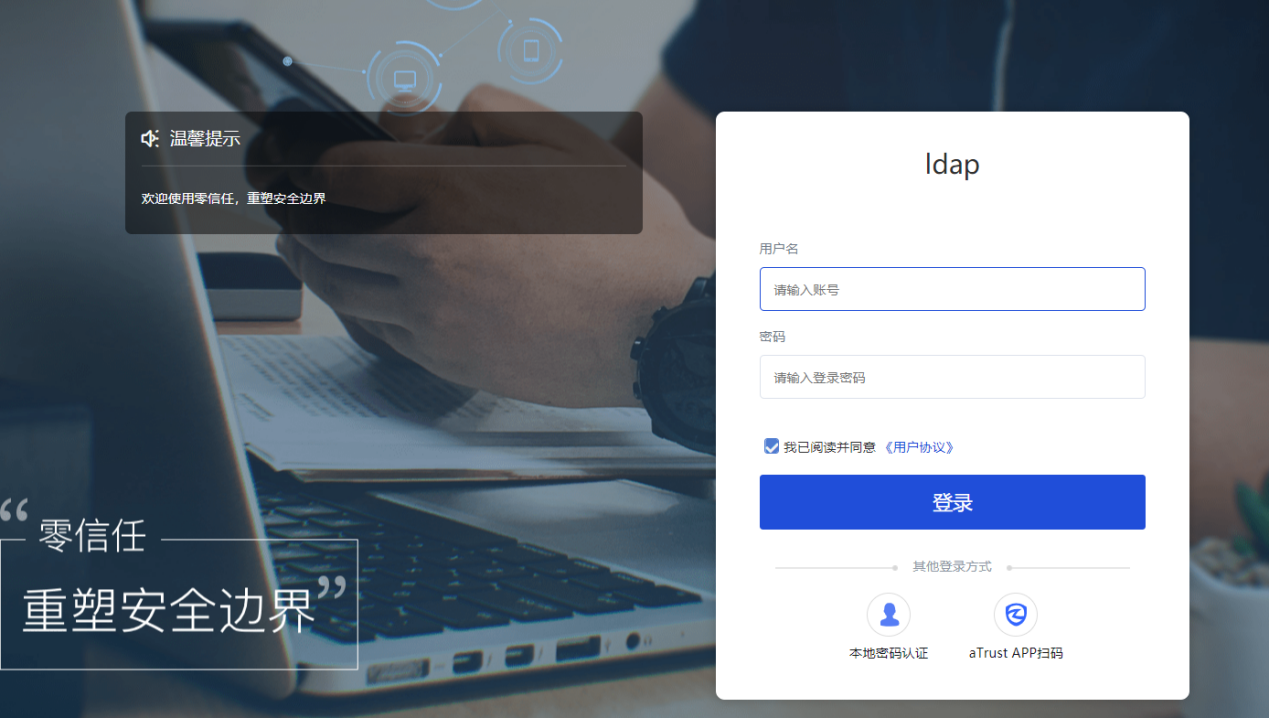 温馨提示
欢迎使用零信任，重塑安全边界
“零信任
重塑安全边界”
ldap
用户名
请输入账号
密码
请输入登录密码
我已阅读并同意《用户协议》
登录
其他登录方式
本地密码认证
aTrust APP扫码